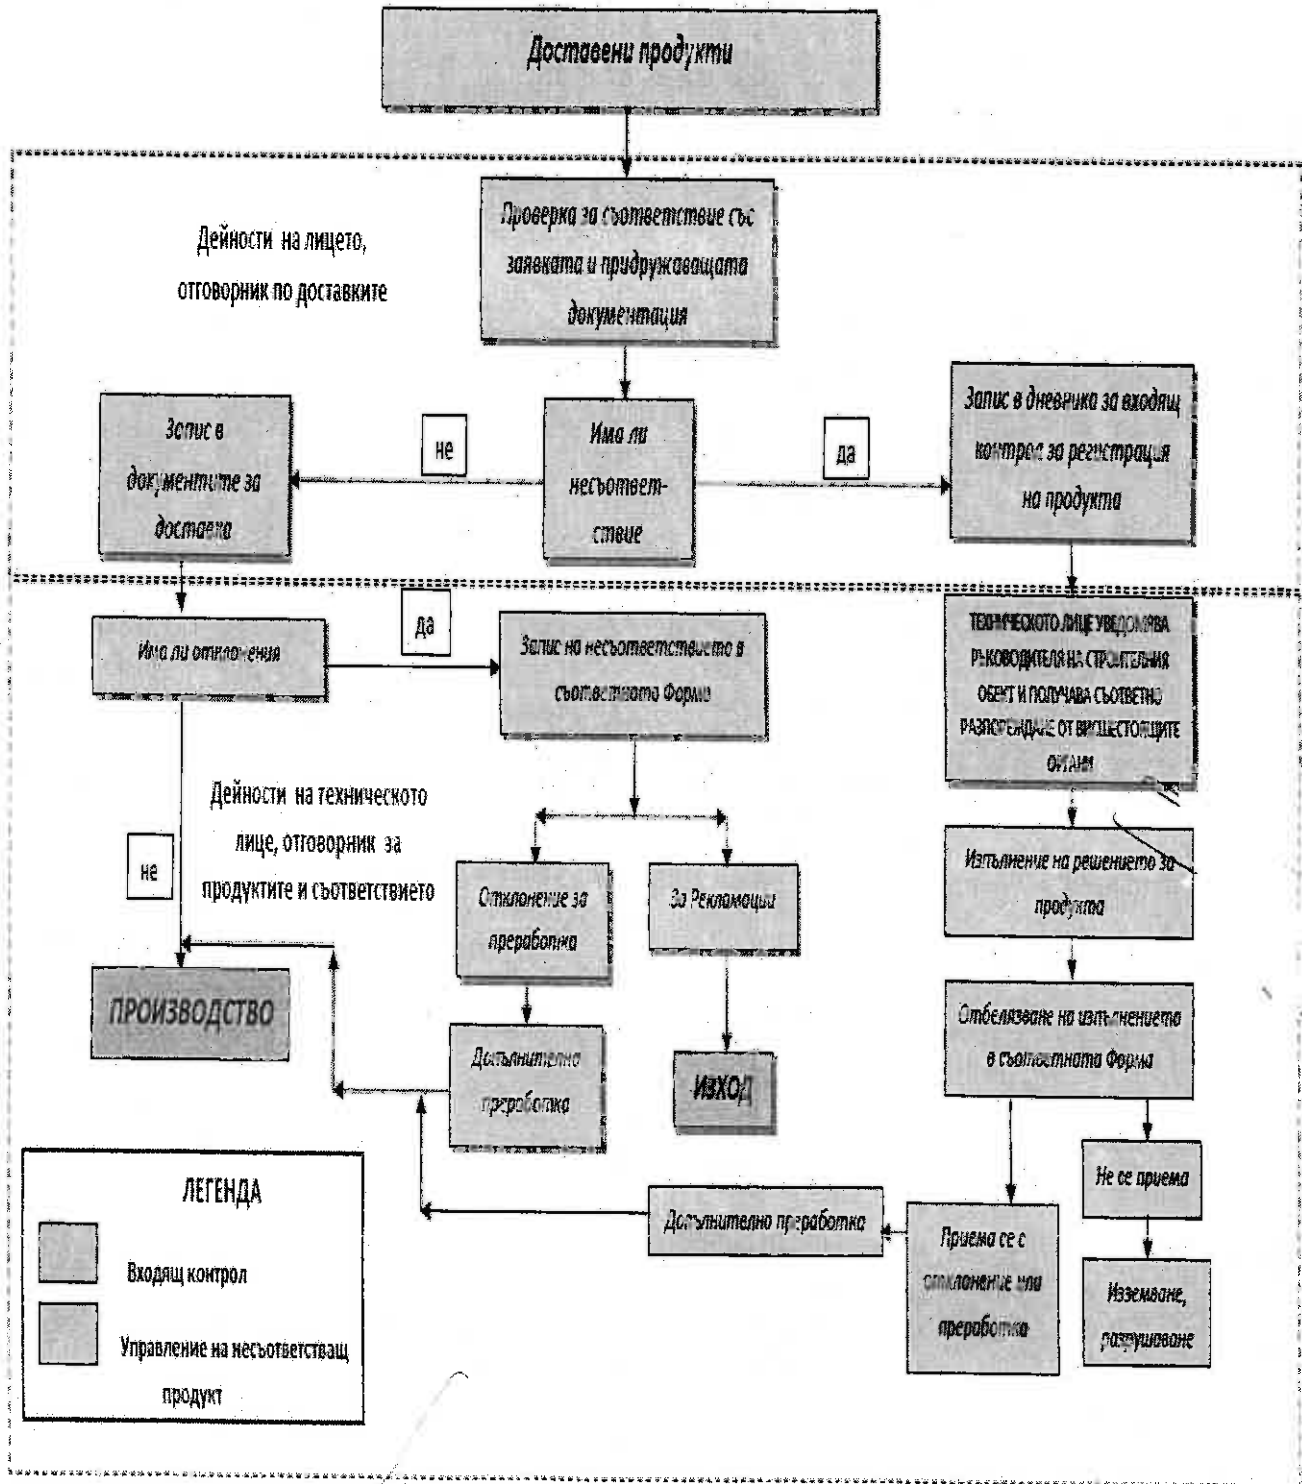 Доставени продукти
Проверка за съответствие със
заявката и придружаващата
документация
Дейности на лицето,
отговорник по доставките
Запис в
документите за
доставка
не
Има ли
несъответ-
ствие
да
Запис в дневника за входящ
контрол за регистрация
на продукта
Има ли отклонения
да
Запис на несъответствието в
съответната Форма
ТЕХНИЧЕСКОТО ЛИЦЕ УВЕДОМЯВА
РЪКОВОДИТЕЛЯ НА СТРОИТЕЛНИЯ
ОБЕКТ И ПОЛУЧАВА СЪОТВЕТНО
РАЗПОРЕЖДАНЕ ОТ ВИСШЕСТОЯЩИТЕ
ОРГАНИ
Дейности на техническото
лице, отговорник за
продуктите и съответствието
не
Отклонение за
преработка
За Рекламации
Изпълнение на решението за
продукта
ПРОИЗВОДСТВО
Допълнителна
преработка
ИЗХОД
Отбелязване на изпълнението
в съответната Форма
Не се приема
Допълнително преработка
Приема се с
отклонение или
преработка
Изземване,
разрушаване
ЛЕГЕНДА
Входящ контрол
Управление на несъответстващ
продукт